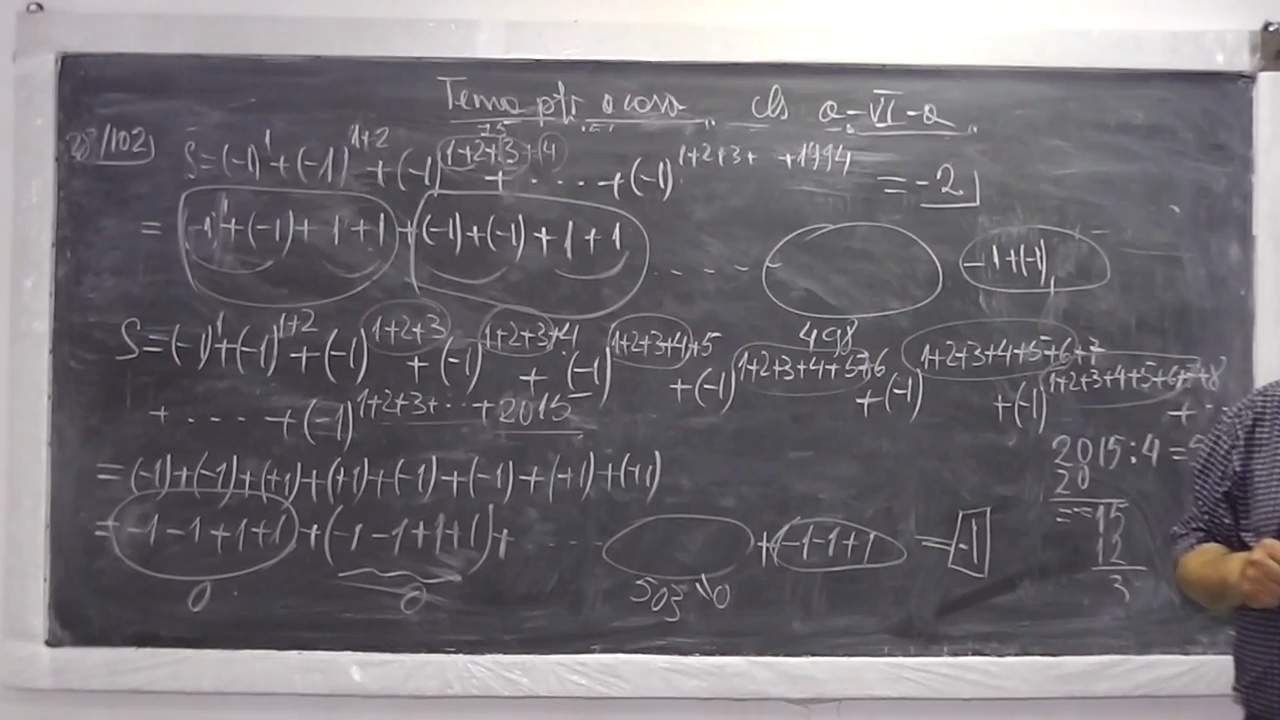 Tema ptr acasa cls a-VI-a
28/102) S=(-1)¹+(-1)¹⁺²+(-1)¹⁺²⁺³⁺⁴+.....+(-1)¹⁺²⁺³⁺ ⁺¹⁹⁹⁴ = -2
= -1+(-1)+1+1+(-1)+(-1)+1+1 ..... -1+(-1)
S=(-1)¹+(-1)¹⁺²+(-1)¹⁺²⁺³+(-1)¹⁺²⁺³⁺⁴+(-1)¹⁺²⁺³⁺⁴⁺⁵+(-1)¹⁺²⁺³⁺⁴⁺⁵⁺⁶+(-1)¹⁺²⁺³⁺⁴⁺⁵⁺⁶⁺⁷+(-1)¹⁺²⁺³⁺⁴⁺⁵⁺⁶⁺⁷⁺⁸+..
498
+.....+(-1)¹⁺²⁺³⁺···⁺²⁰¹⁵
= (-1)+(-1)+(+1)+(+1)+(-1)+(-1)+(+1)+(+1)
= -1-1+1+1+(-1-1+1+1)+ .... +(-1-1+1 = -1
0 0 503 0
2015:4=5
20
==15
12
3